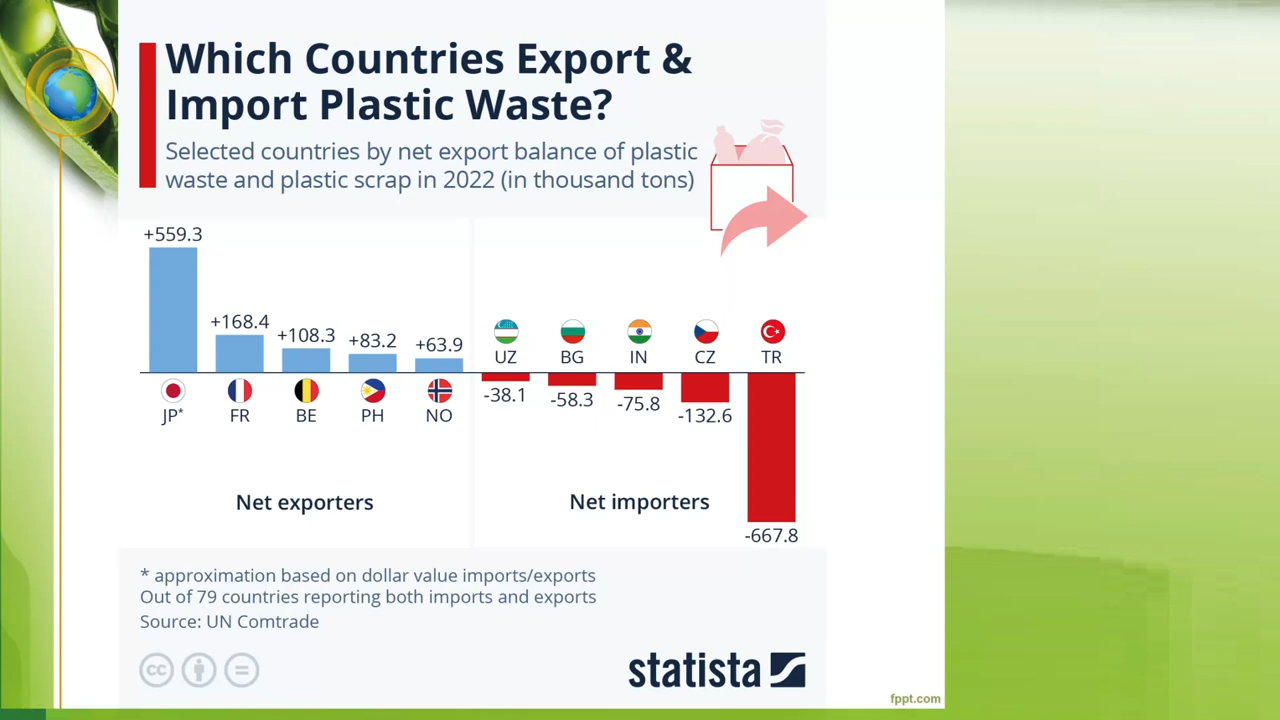 Which Countries Export &
Import Plastic Waste?
Selected countries by net export balance of plastic
waste and plastic scrap in 2022 (in thousand tons)
+559.3
+168.4
+108.3
+83.2
+63.9
JP*
FR
BE
PH
NO
UZ
BG
IN
CZ
TR
-38.1
-58.3
-75.8
-132.6
-667.8
Net exporters
Net importers
* approximation based on dollar value imports/exports
Out of 79 countries reporting both imports and exports
Source: UN Comtrade
cc
=
statista
fppt.com